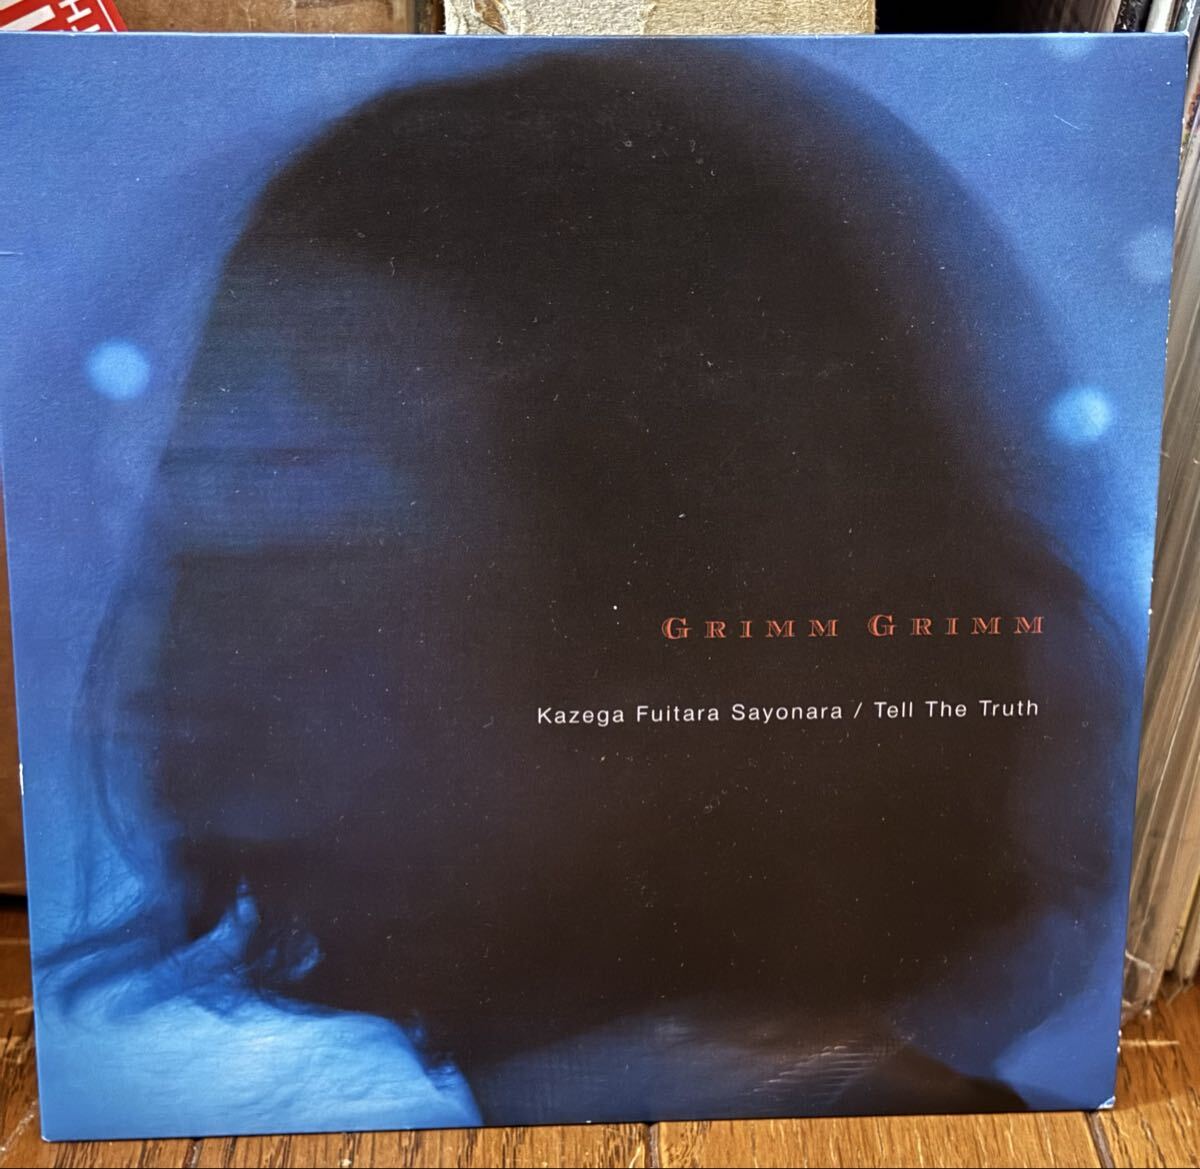 GRIMM GRIMM
Kazega Fuitara Sayonara / Tell The Truth